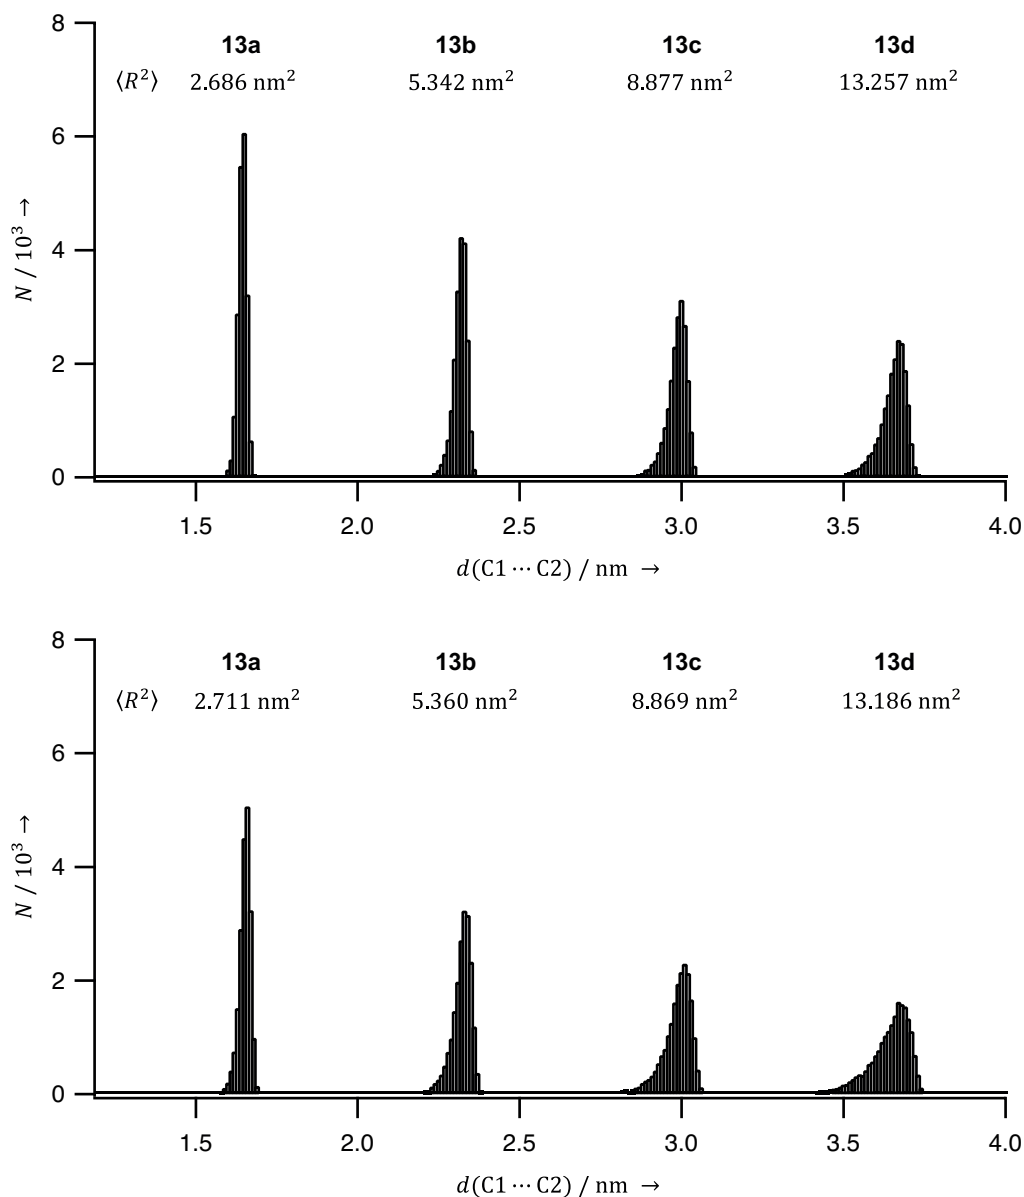 8
13a 13b 13c 13d
⟨R²⟩ 2.686 nm² 5.342 nm² 8.877 nm² 13.257 nm²
6
4
2
0
N / 10³ →
1.5 2.0 2.5 3.0 3.5 4.0
d(C1 ⋯ C2) / nm →
8
13a 13b 13c 13d
⟨R²⟩ 2.711 nm² 5.360 nm² 8.869 nm² 13.186 nm²
6
4
2
0
N / 10³ →
1.5 2.0 2.5 3.0 3.5 4.0
d(C1 ⋯ C2) / nm →